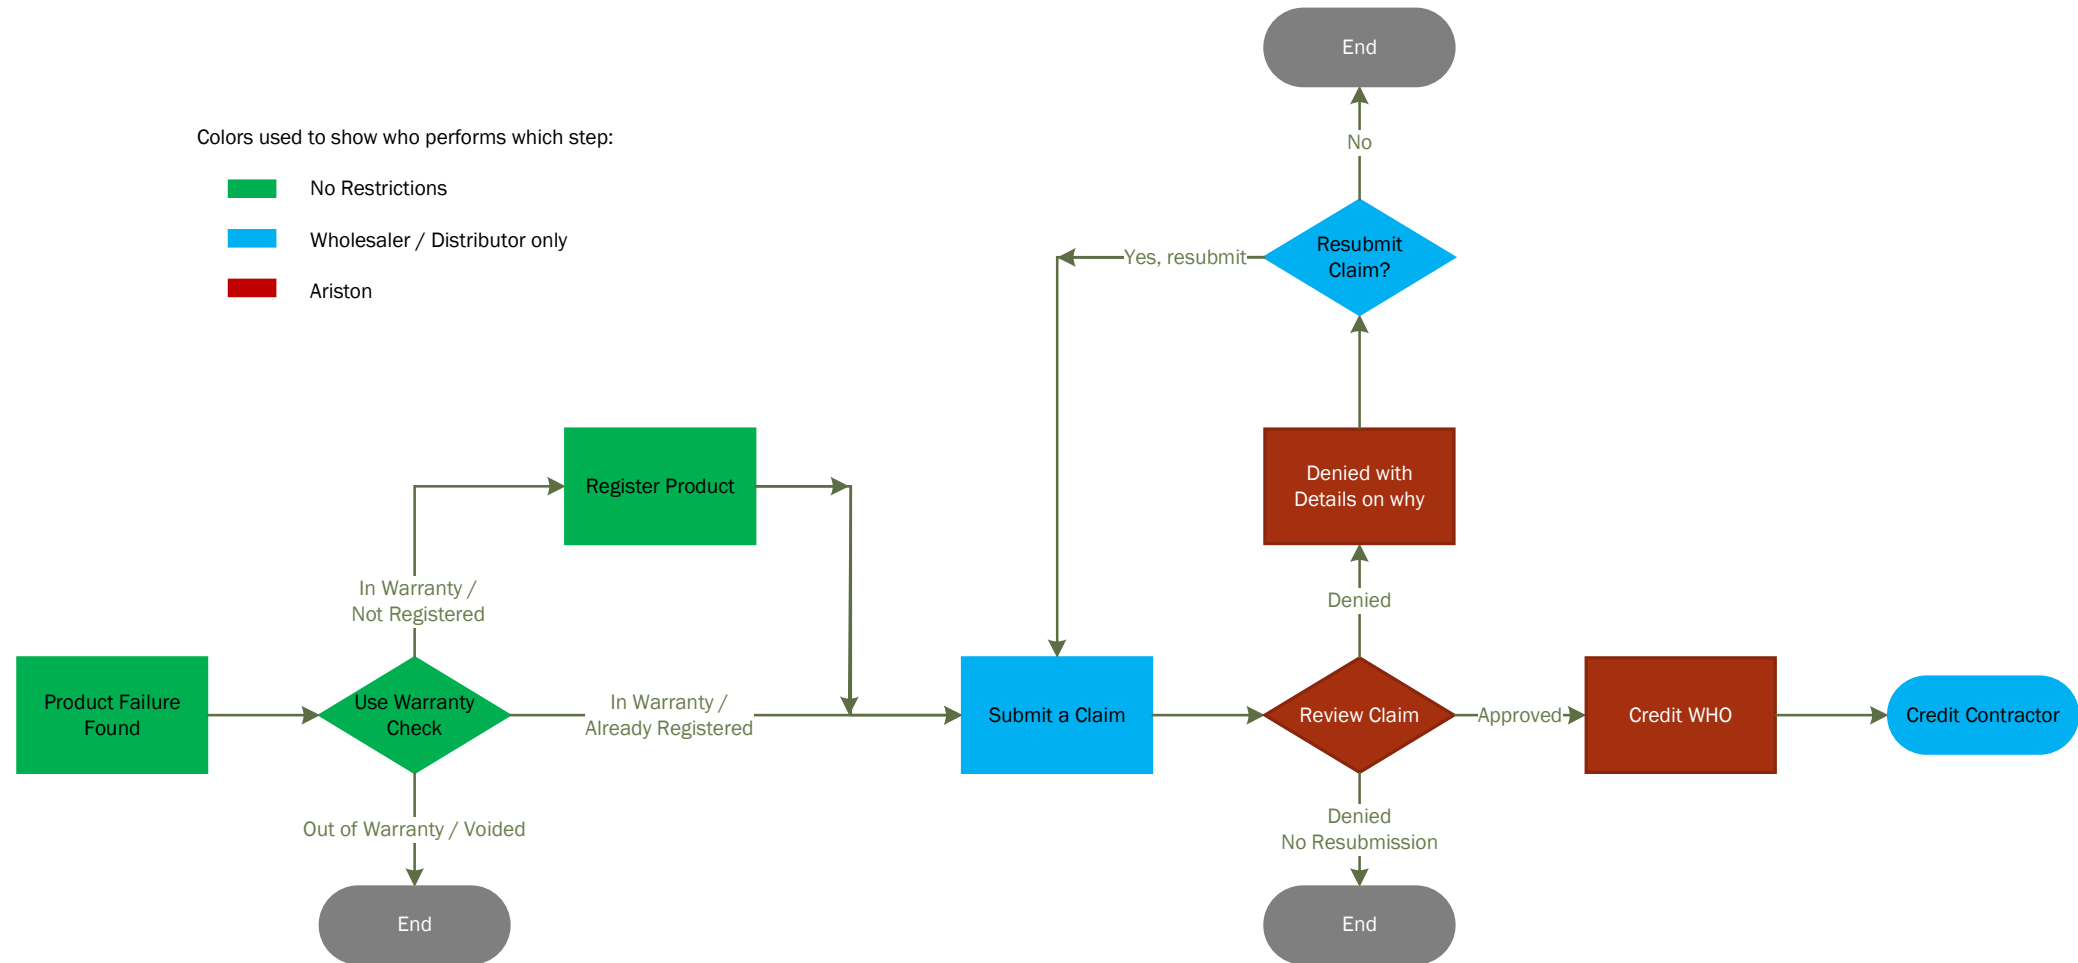 End
Colors used to show who performs which step:
No Restrictions
Wholesaler / Distributor only
Ariston
No
Resubmit
Claim?
Yes, resubmit
Register Product
Denied with
Details on why
In Warranty /
Not Registered
Denied
Product Failure
Found
Use Warranty
Check
In Warranty /
Already Registered
Submit a Claim
Review Claim
Approved
Credit WHO
Credit Contractor
Out of Warranty / Voided
Denied
No Resubmission
End
End